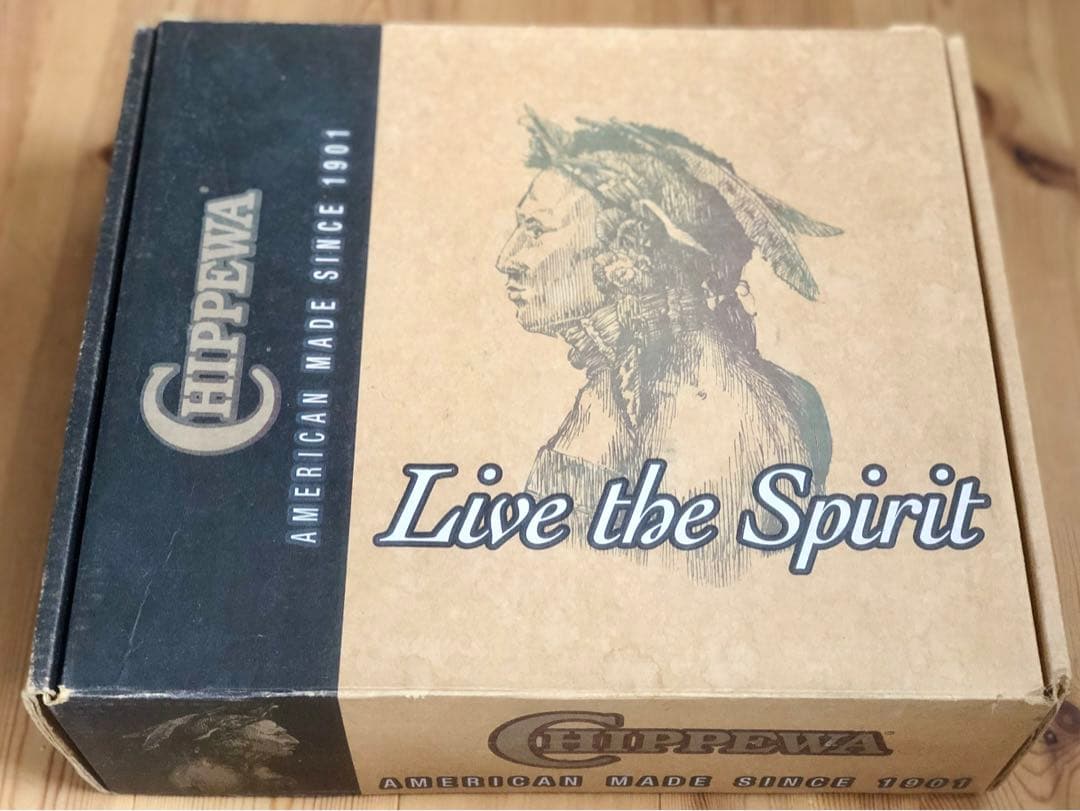 CHIPPEWA
AMERICAN MADE SINCE 1901
Live the Spirit
CHIPPEWA
AMERICAN MADE SINCE 1901